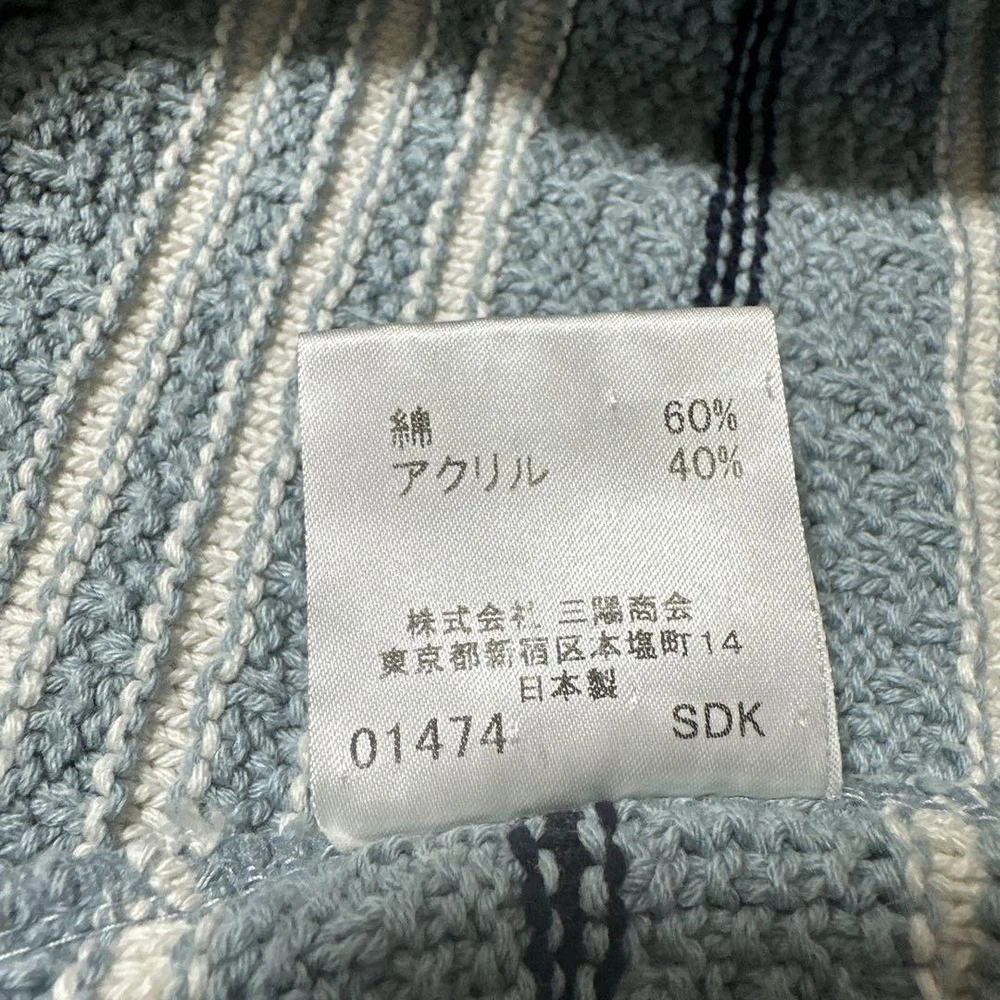 綿 60%
アクリル 40%
株式会社 三陽商会
東京都新宿区本塩町14
日本製
01474 SDK